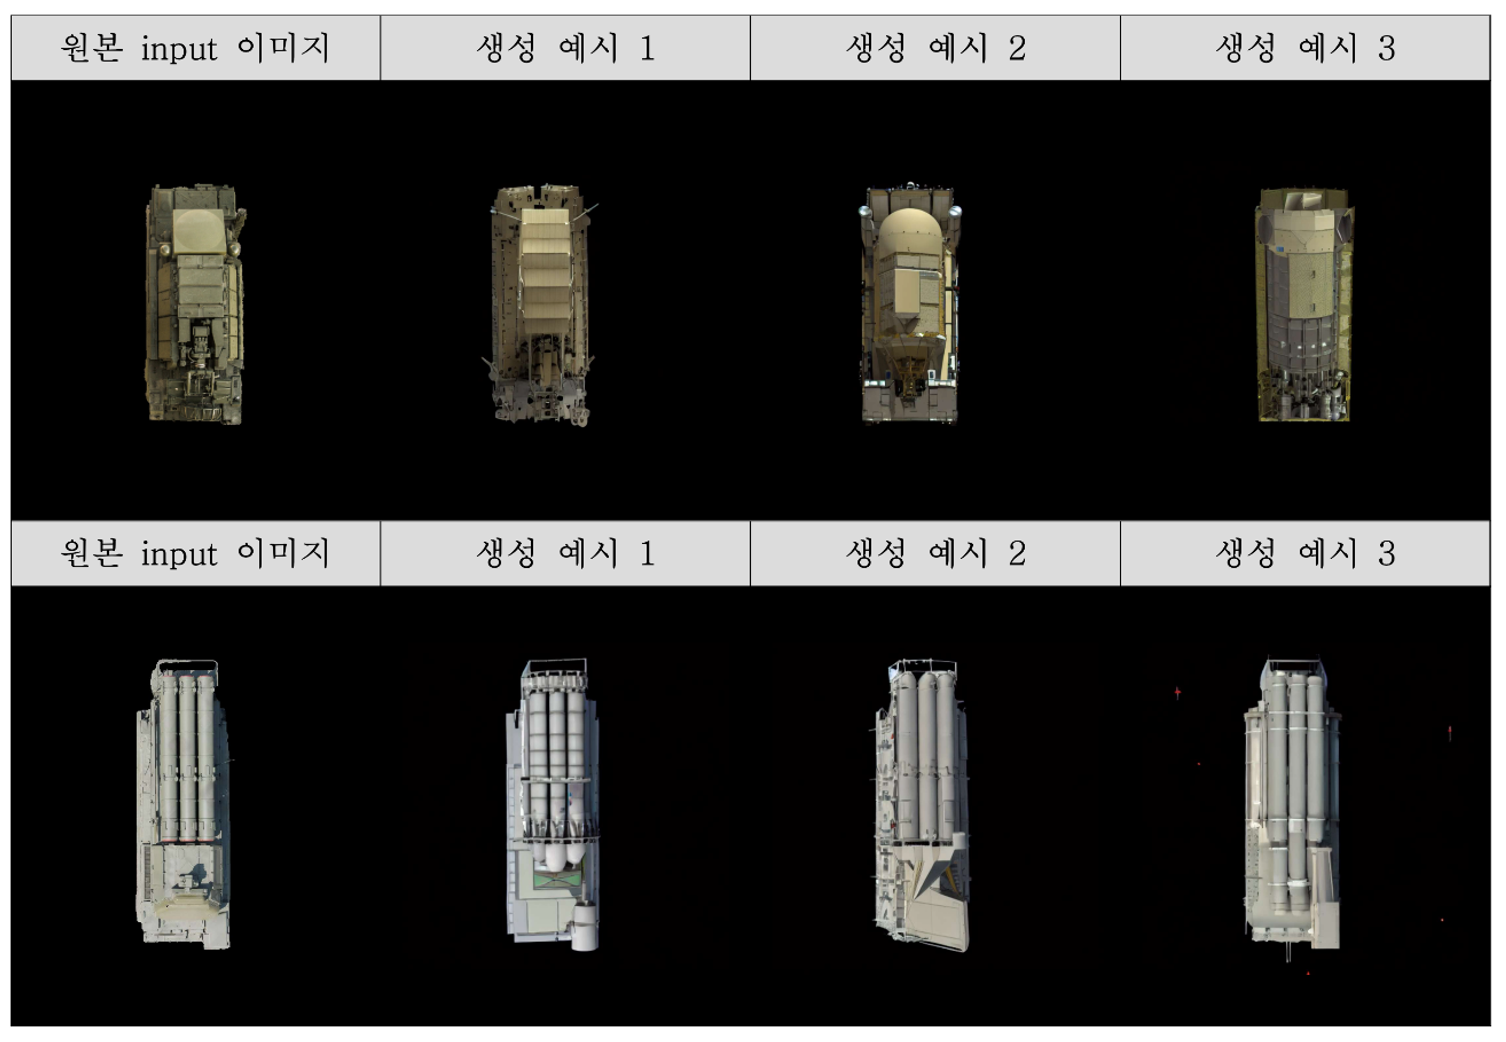 원본 input 이미지
생성 예시 1
생성 예시 2
생성 예시 3
원본 input 이미지
생성 예시 1
생성 예시 2
생성 예시 3